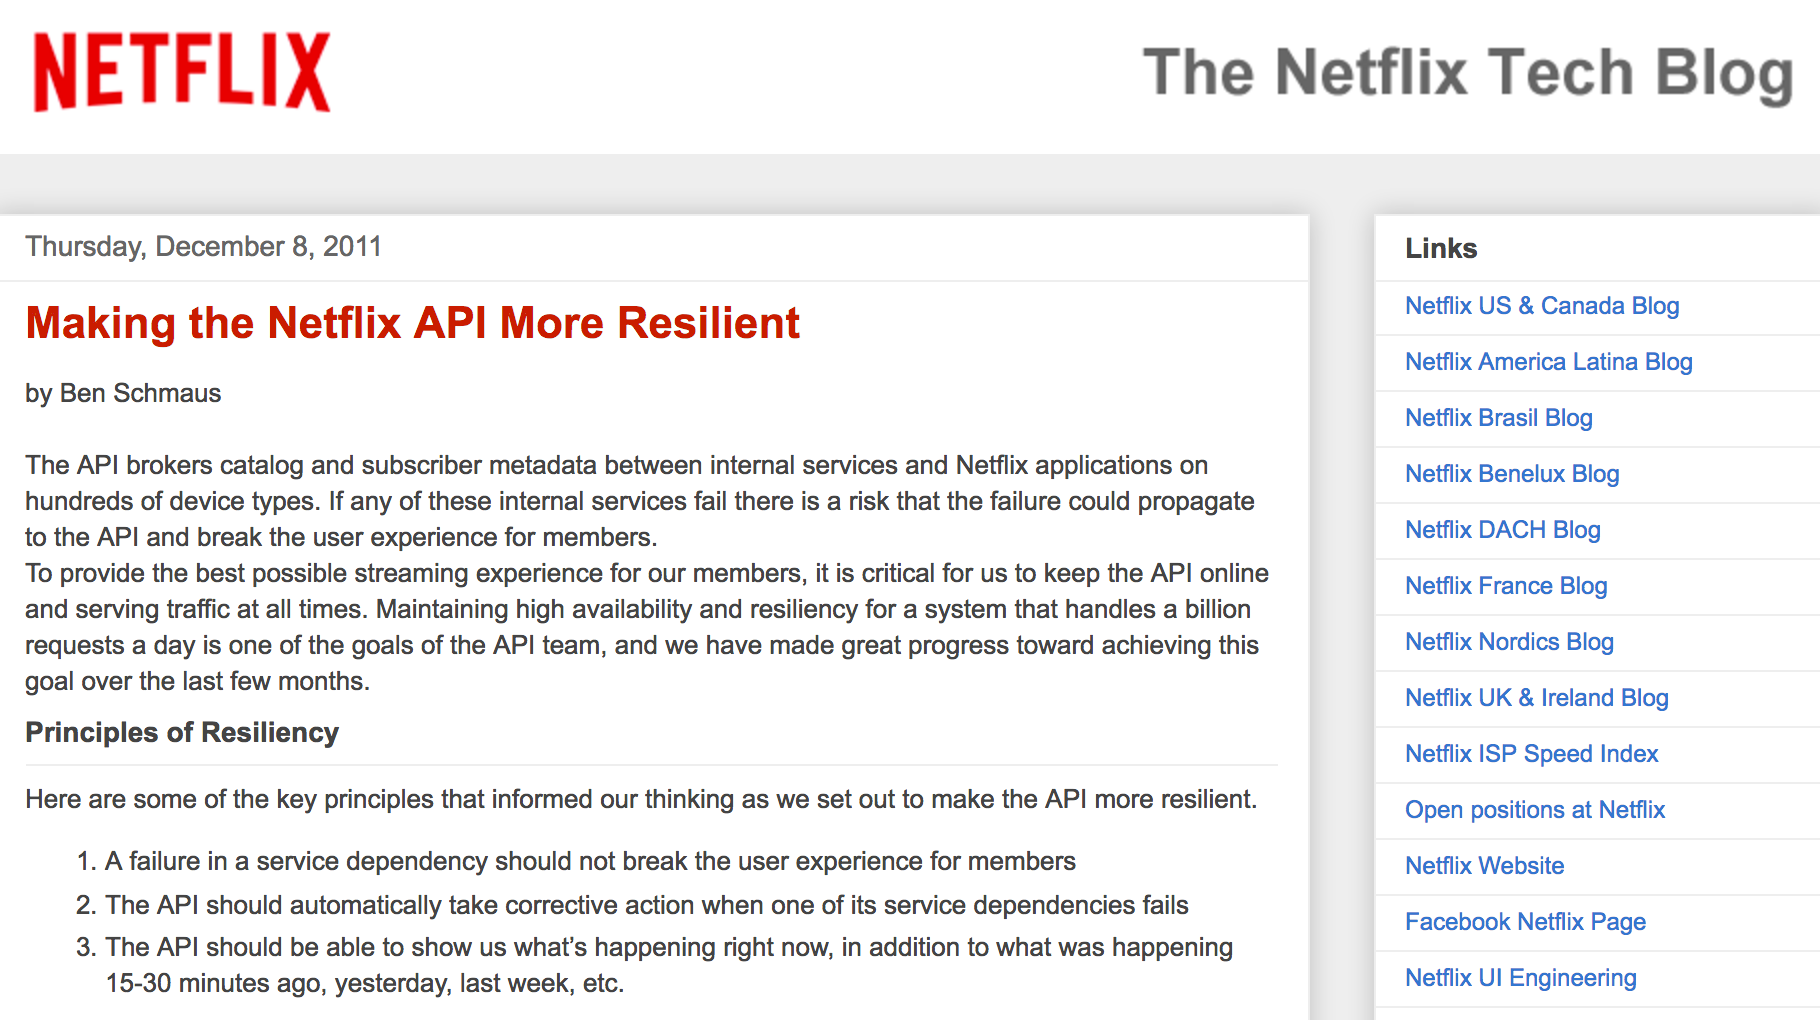 NETFLIX
The Netflix Tech Blog
Thursday, December 8, 2011
Making the Netflix API More Resilient
by Ben Schmaus
The API brokers catalog and subscriber metadata between internal services and Netflix applications on
hundreds of device types. If any of these internal services fail there is a risk that the failure could propagate
to the API and break the user experience for members.
To provide the best possible streaming experience for our members, it is critical for us to keep the API online
and serving traffic at all times. Maintaining high availability and resiliency for a system that handles a billion
requests a day is one of the goals of the API team, and we have made great progress toward achieving this
goal over the last few months.
Principles of Resiliency
Here are some of the key principles that informed our thinking as we set out to make the API more resilient.
1. A failure in a service dependency should not break the user experience for members
2. The API should automatically take corrective action when one of its service dependencies fails
3. The API should be able to show us what’s happening right now, in addition to what was happening
15-30 minutes ago, yesterday, last week, etc.
Links
Netflix US & Canada Blog
Netflix America Latina Blog
Netflix Brasil Blog
Netflix Benelux Blog
Netflix DACH Blog
Netflix France Blog
Netflix Nordics Blog
Netflix UK & Ireland Blog
Netflix ISP Speed Index
Open positions at Netflix
Netflix Website
Facebook Netflix Page
Netflix UI Engineering